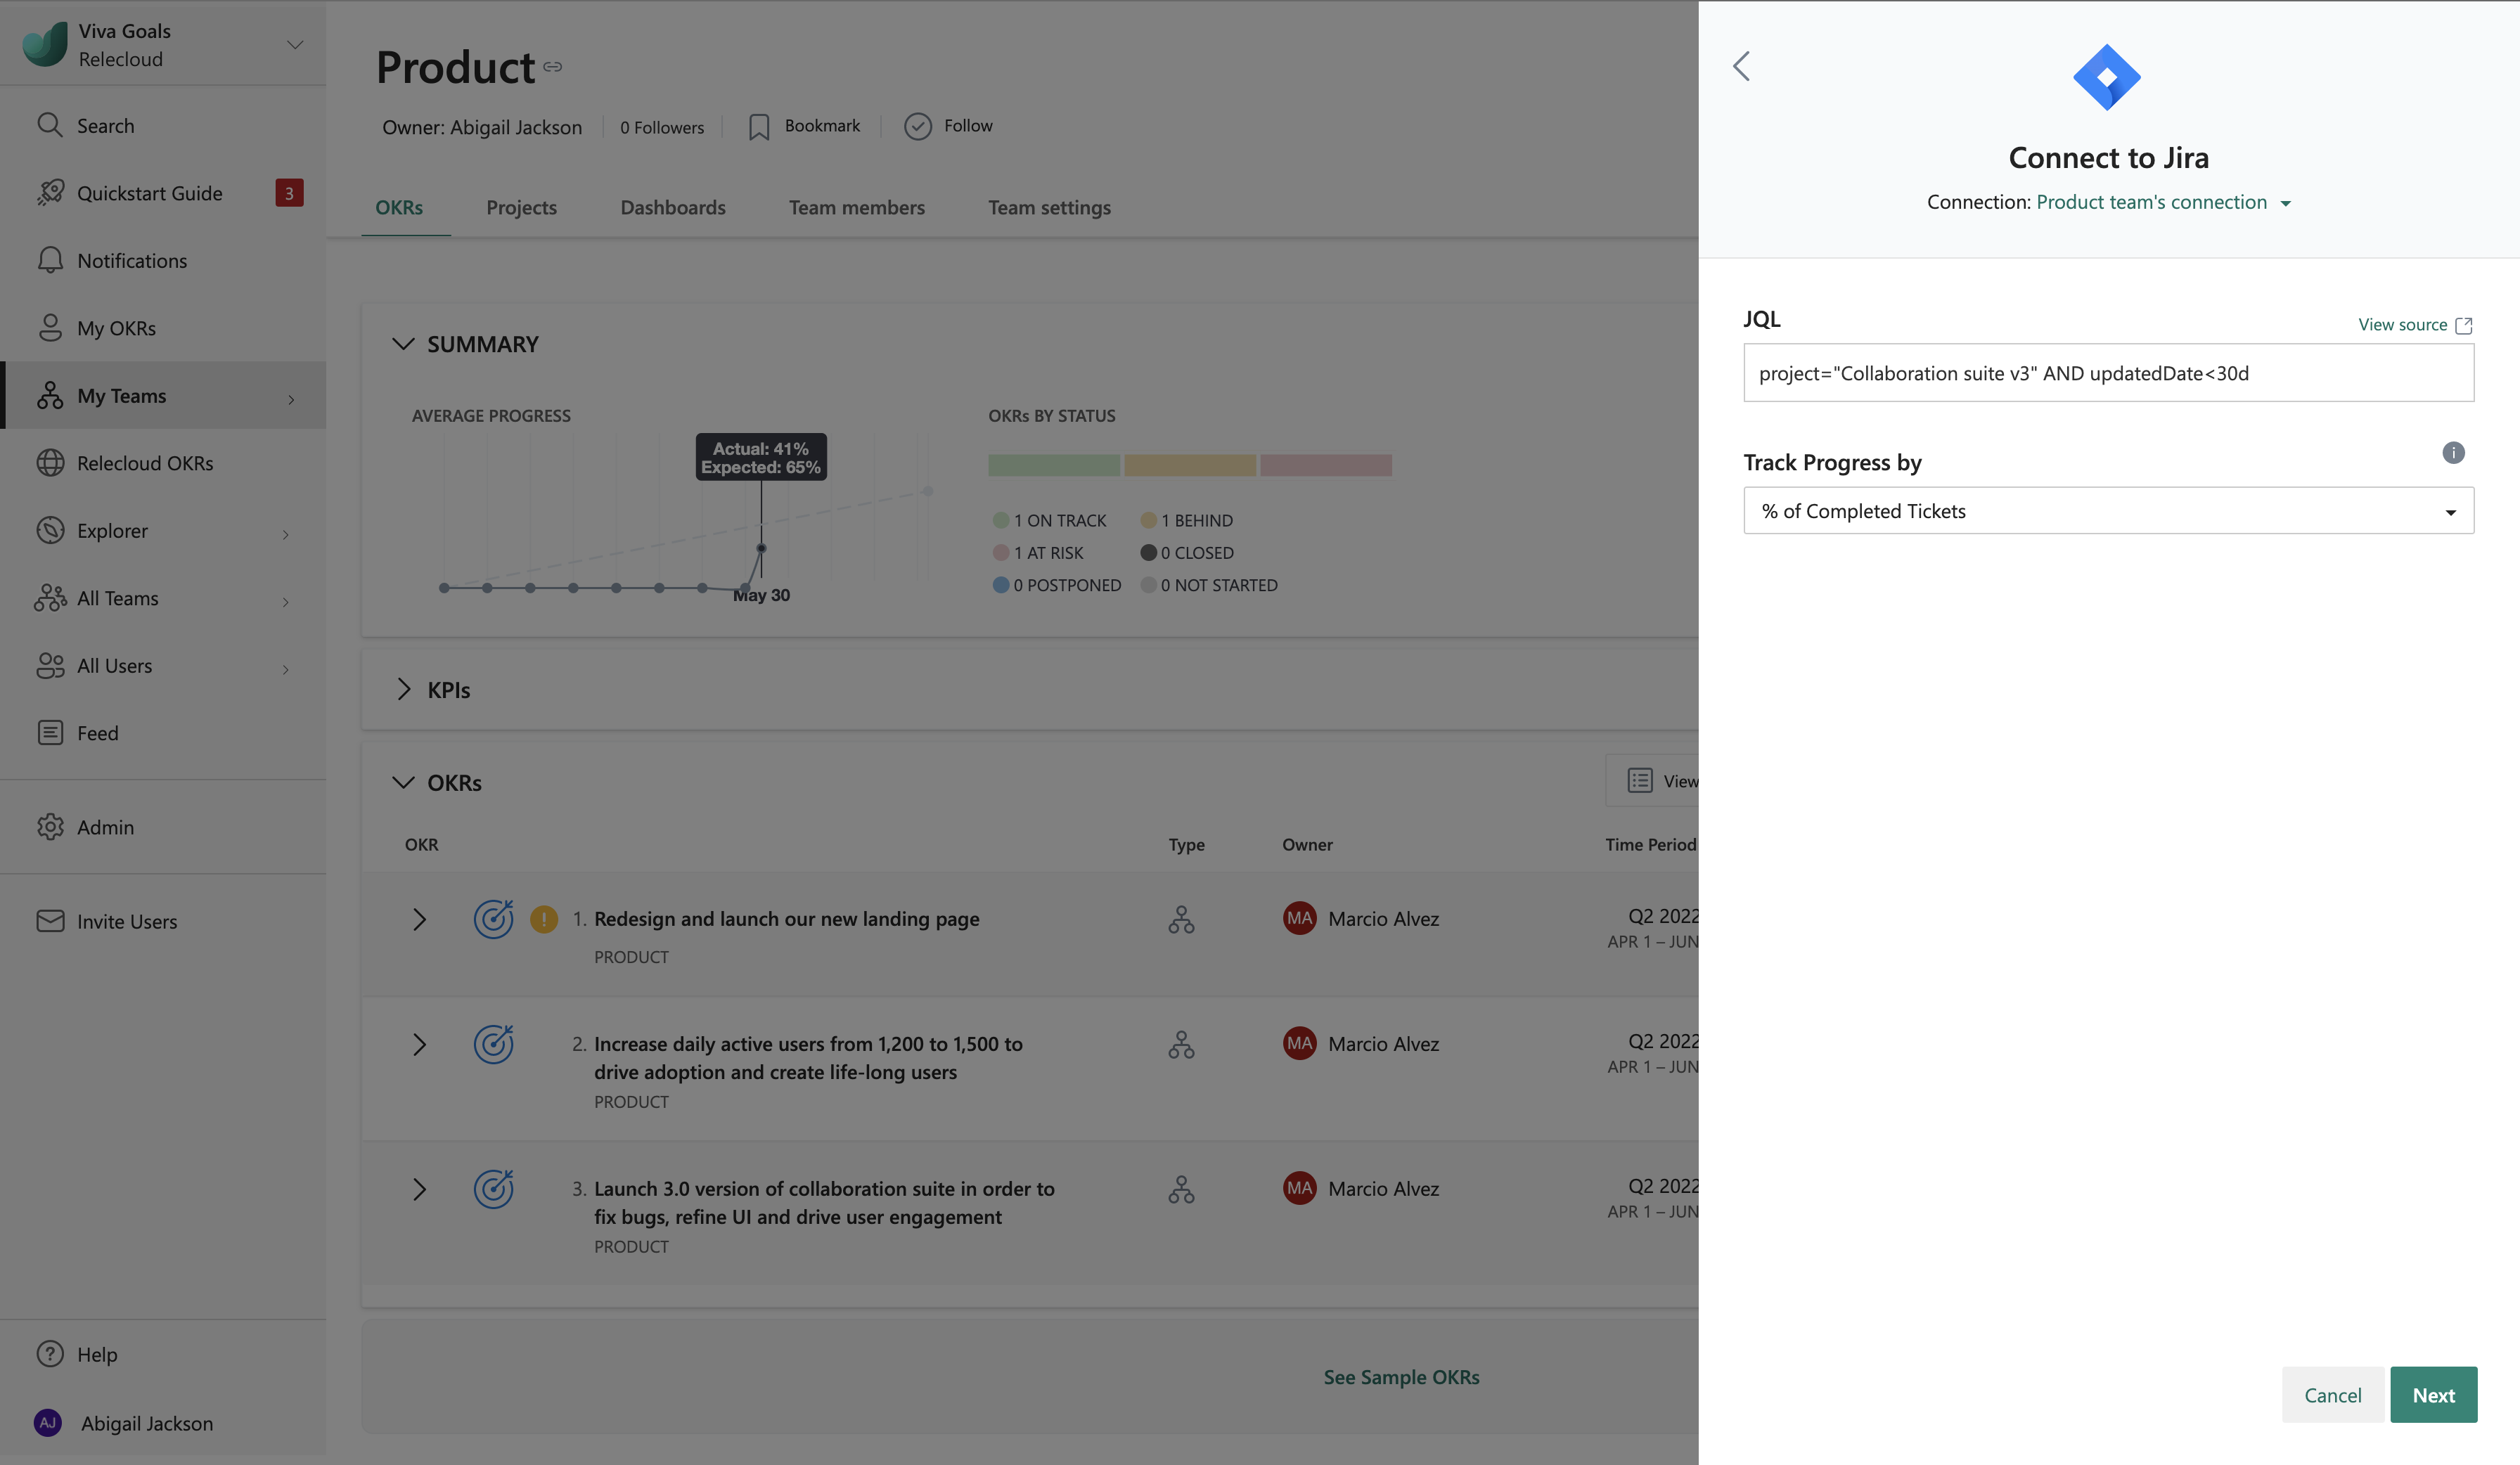 Viva Goals
Relecloud
Search
Quickstart Guide
3
Notifications
My OKRs
My Teams
Relecloud OKRs
Explorer
All Teams
All Users
Feed
Admin
Invite Users
Help
AJ Abigail Jackson
Product
Owner: Abigail Jackson
0 Followers
Bookmark
Follow
OKRs
Projects
Dashboards
Team members
Team settings
SUMMARY
AVERAGE PROGRESS
Actual: 41%
Expected: 65%
May 30
OKRs BY STATUS
1 ON TRACK
1 BEHIND
1 AT RISK
0 CLOSED
0 POSTPONED
0 NOT STARTED
KPIs
OKRs
View
OKR
Type
Owner
Time Period
1. Redesign and launch our new landing page
PRODUCT
MA Marcio Alvez
Q2 2022
APR 1 – JUN
2. Increase daily active users from 1,200 to 1,500 to
drive adoption and create life-long users
PRODUCT
MA Marcio Alvez
Q2 2022
APR 1 – JUN
3. Launch 3.0 version of collaboration suite in order to
fix bugs, refine UI and drive user engagement
PRODUCT
MA Marcio Alvez
Q2 2022
APR 1 – JUN
See Sample OKRs
Connect to Jira
Connection: Product team's connection
JQL
View source
project="Collaboration suite v3" AND updatedDate<30d
Track Progress by
% of Completed Tickets
Cancel
Next